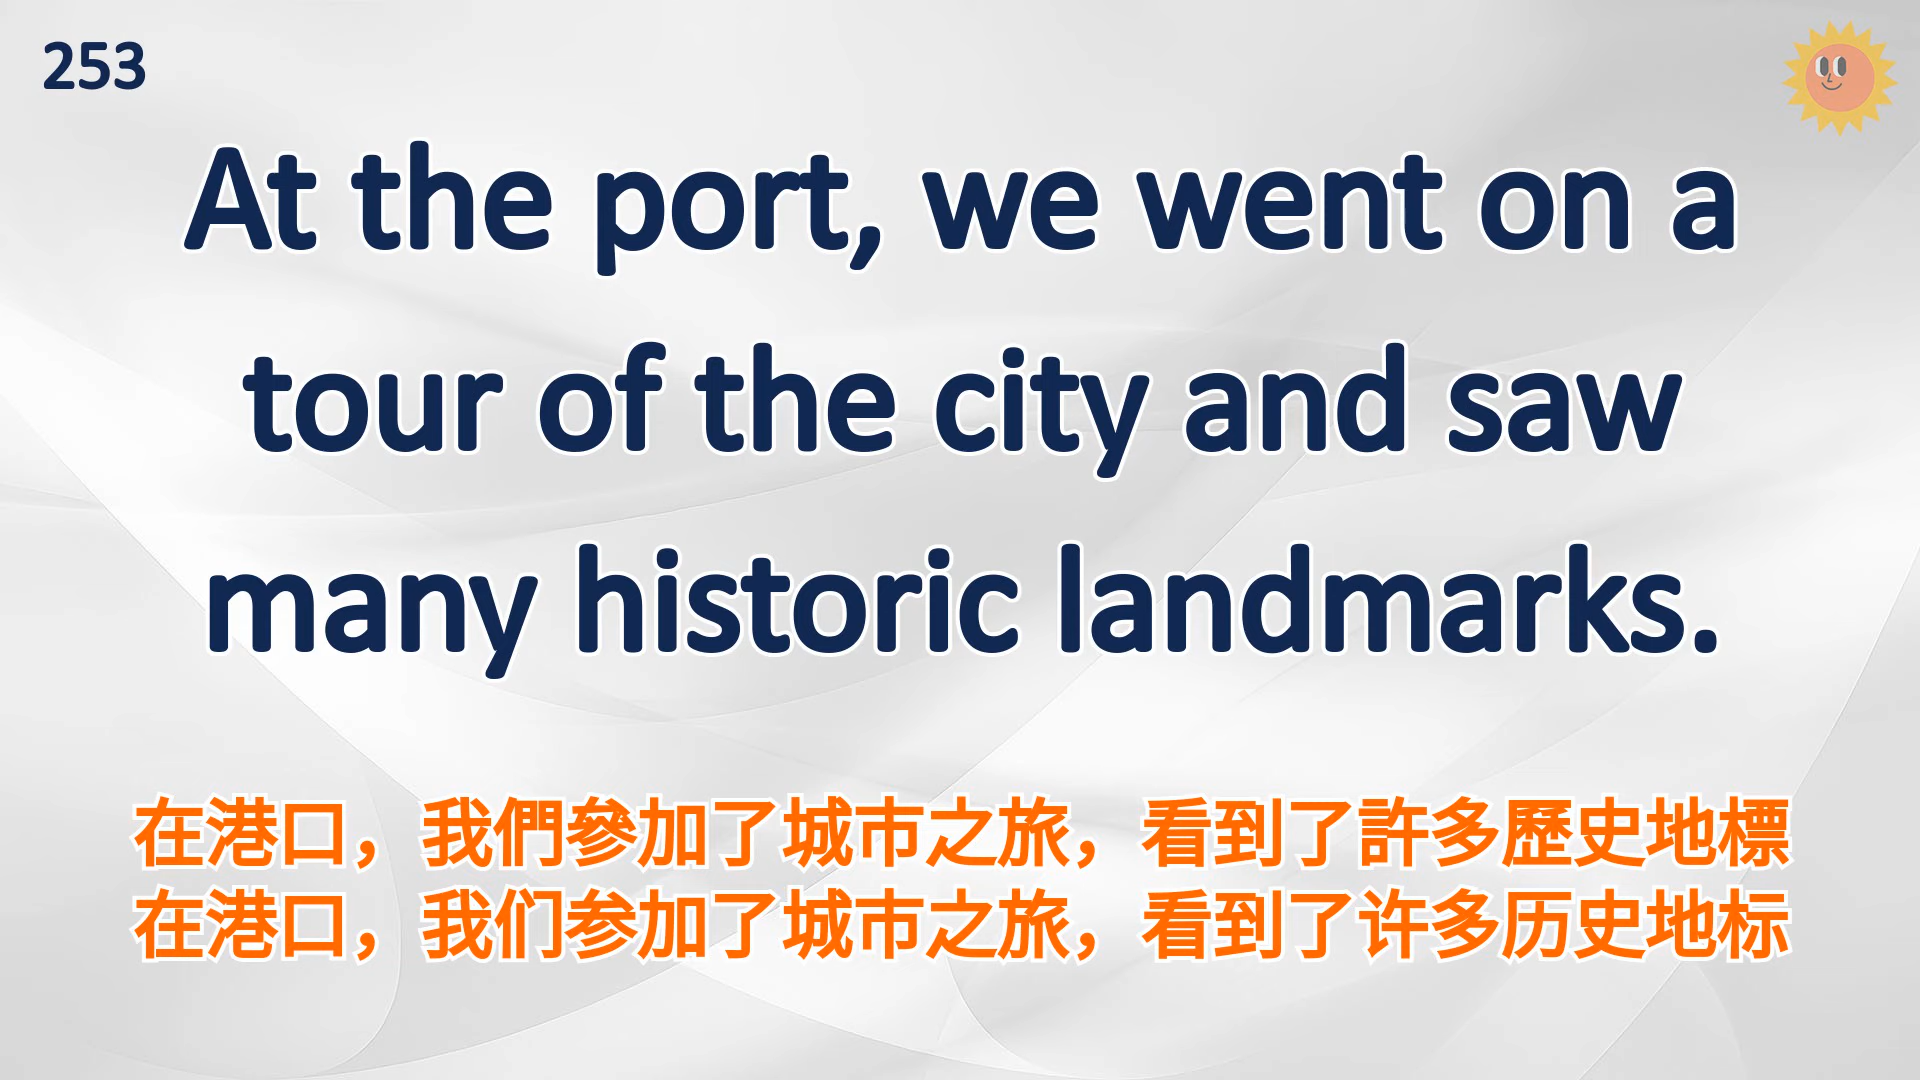 253
At the port, we went on a
tour of the city and saw
many historic landmarks.
在港口，我們參加了城市之旅，看到了許多歷史地標
在港口，我们参加了城市之旅，看到了许多历史地标